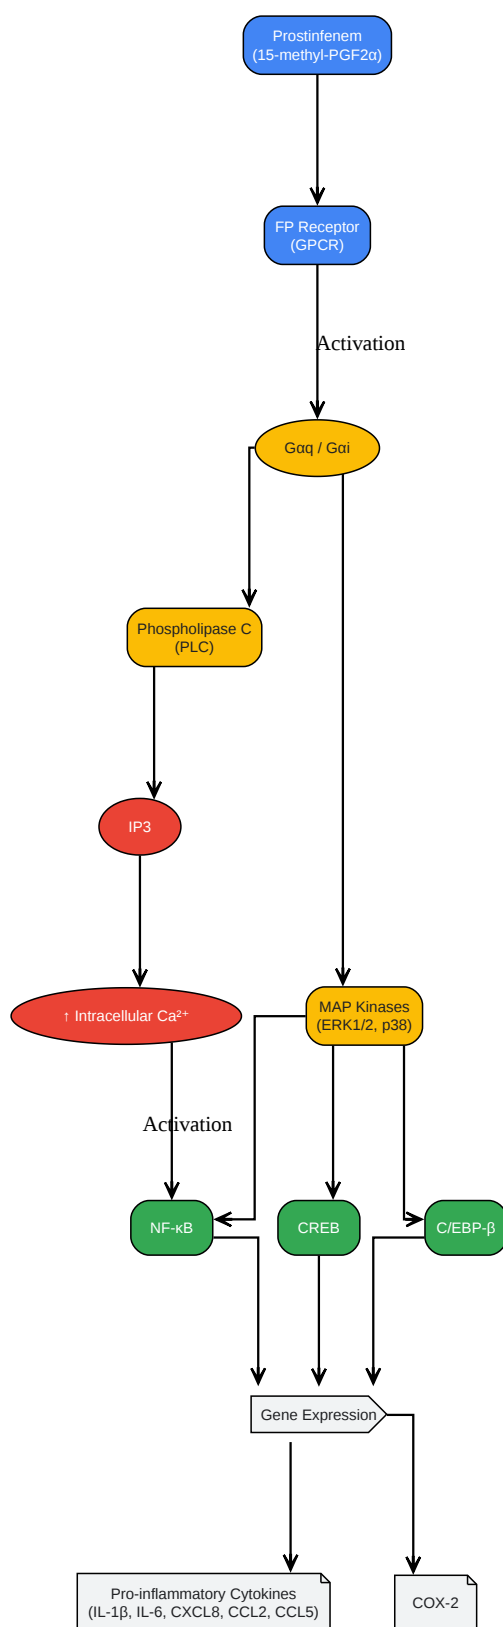 Prostinfenem
(15-methyl-PGF2α)
FP Receptor
(GPCR)
Activation
Gαq / Gαi
Phospholipase C
(PLC)
IP3
MAP Kinases
(ERK1/2, p38)
↑ Intracellular Ca²⁺
Activation
NF-κB
CREB
C/EBP-β
Gene Expression
Pro-inflammatory Cytokines
(IL-1β, IL-6, CXCL8, CCL2, CCL5)
COX-2